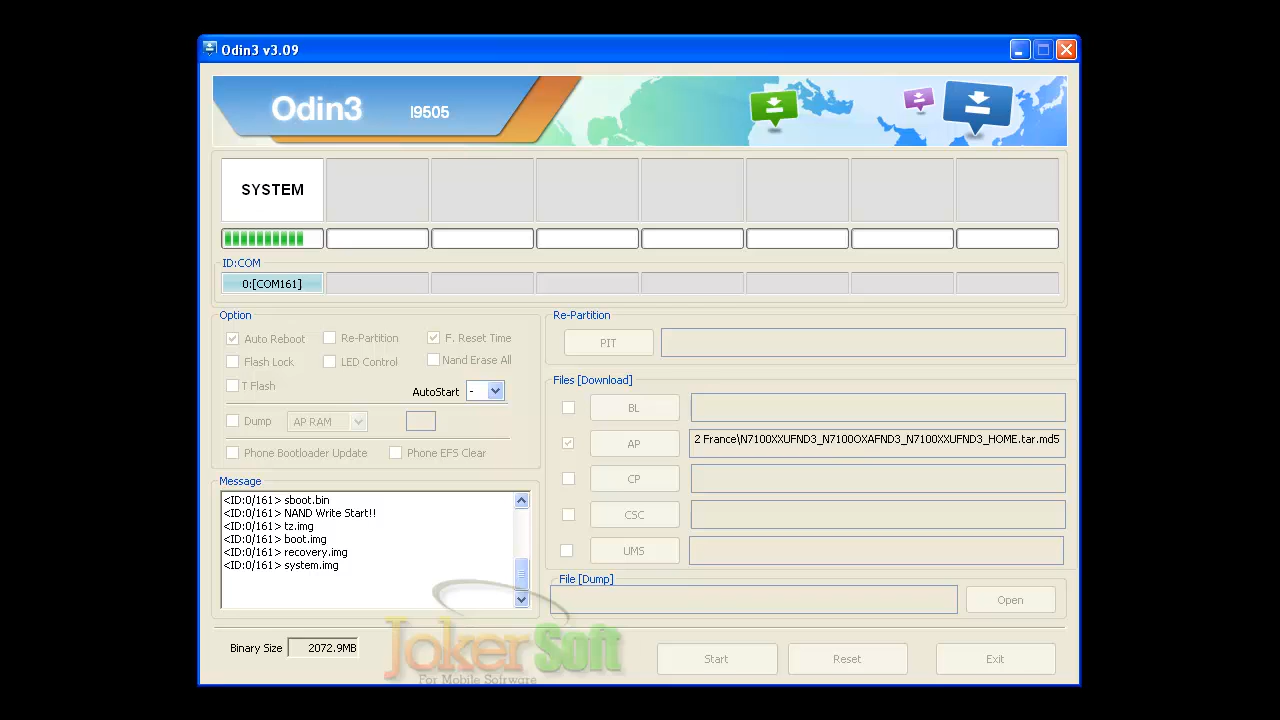 Odin3 v3.09
Odin3 I9505
SYSTEM
ID:COM
0:[COM161]
Option
Auto Reboot Re-Partition F. Reset Time
Flash Lock LED Control Nand Erase All
T Flash
AutoStart -
Dump AP RAM
Phone Bootloader Update Phone EFS Clear
Message
<ID:0/161> sboot.bin
<ID:0/161> NAND Write Start!!
<ID:0/161> tz.img
<ID:0/161> boot.img
<ID:0/161> recovery.img
<ID:0/161> system.img
Re-Partition
PIT
Files [Download]
BL
AP 2 France\N7100XXUFND3_N7100OXAFND3_N7100XXUFND3_HOME.tar.md5
CP
CSC
UMS
File [Dump]
Open
Binary Size 2072.9MB
Start Reset Exit
JokerSoft
For Mobile Sofrware